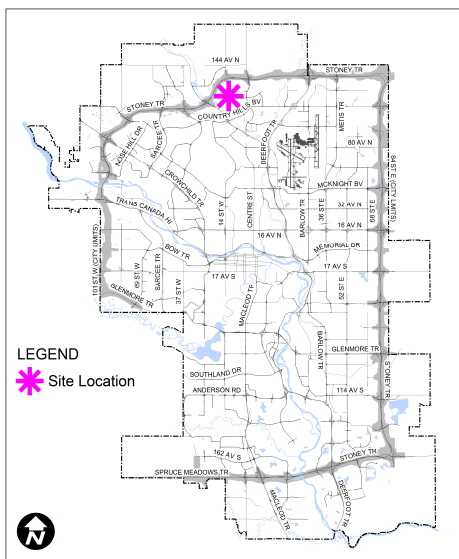 144 AV N
STONEY TR
STONEY TR
COUNTRY HILLS BV
SARCEE TR
DEERFOOT TR
METIS TR
80 AV N
CROWCHILD TR
MCKNIGHT BV
14 ST W
CENTRE ST
BARLOW TR
36 ST E
32 AV N
68 ST E
84 ST E (CITY LIMITS)
TRANS CANADA HI
16 AV N
16 AV N
MEMORIAL DR
101 ST W (CITY LIMITS)
BOW TR
69 ST W
SARCEE TR
37 ST W
17 AV S
17 AV S
52 ST E
GLENMORE TR
MACLEOD TR
BARLOW TR
GLENMORE TR
LEGEND
Site Location
SOUTHLAND DR
ANDERSON RD
114 AV S
STONEY TR
162 AV S
STONEY TR
SPRUCE MEADOWS TR
MACLEOD TR
DEERFOOT TR
N